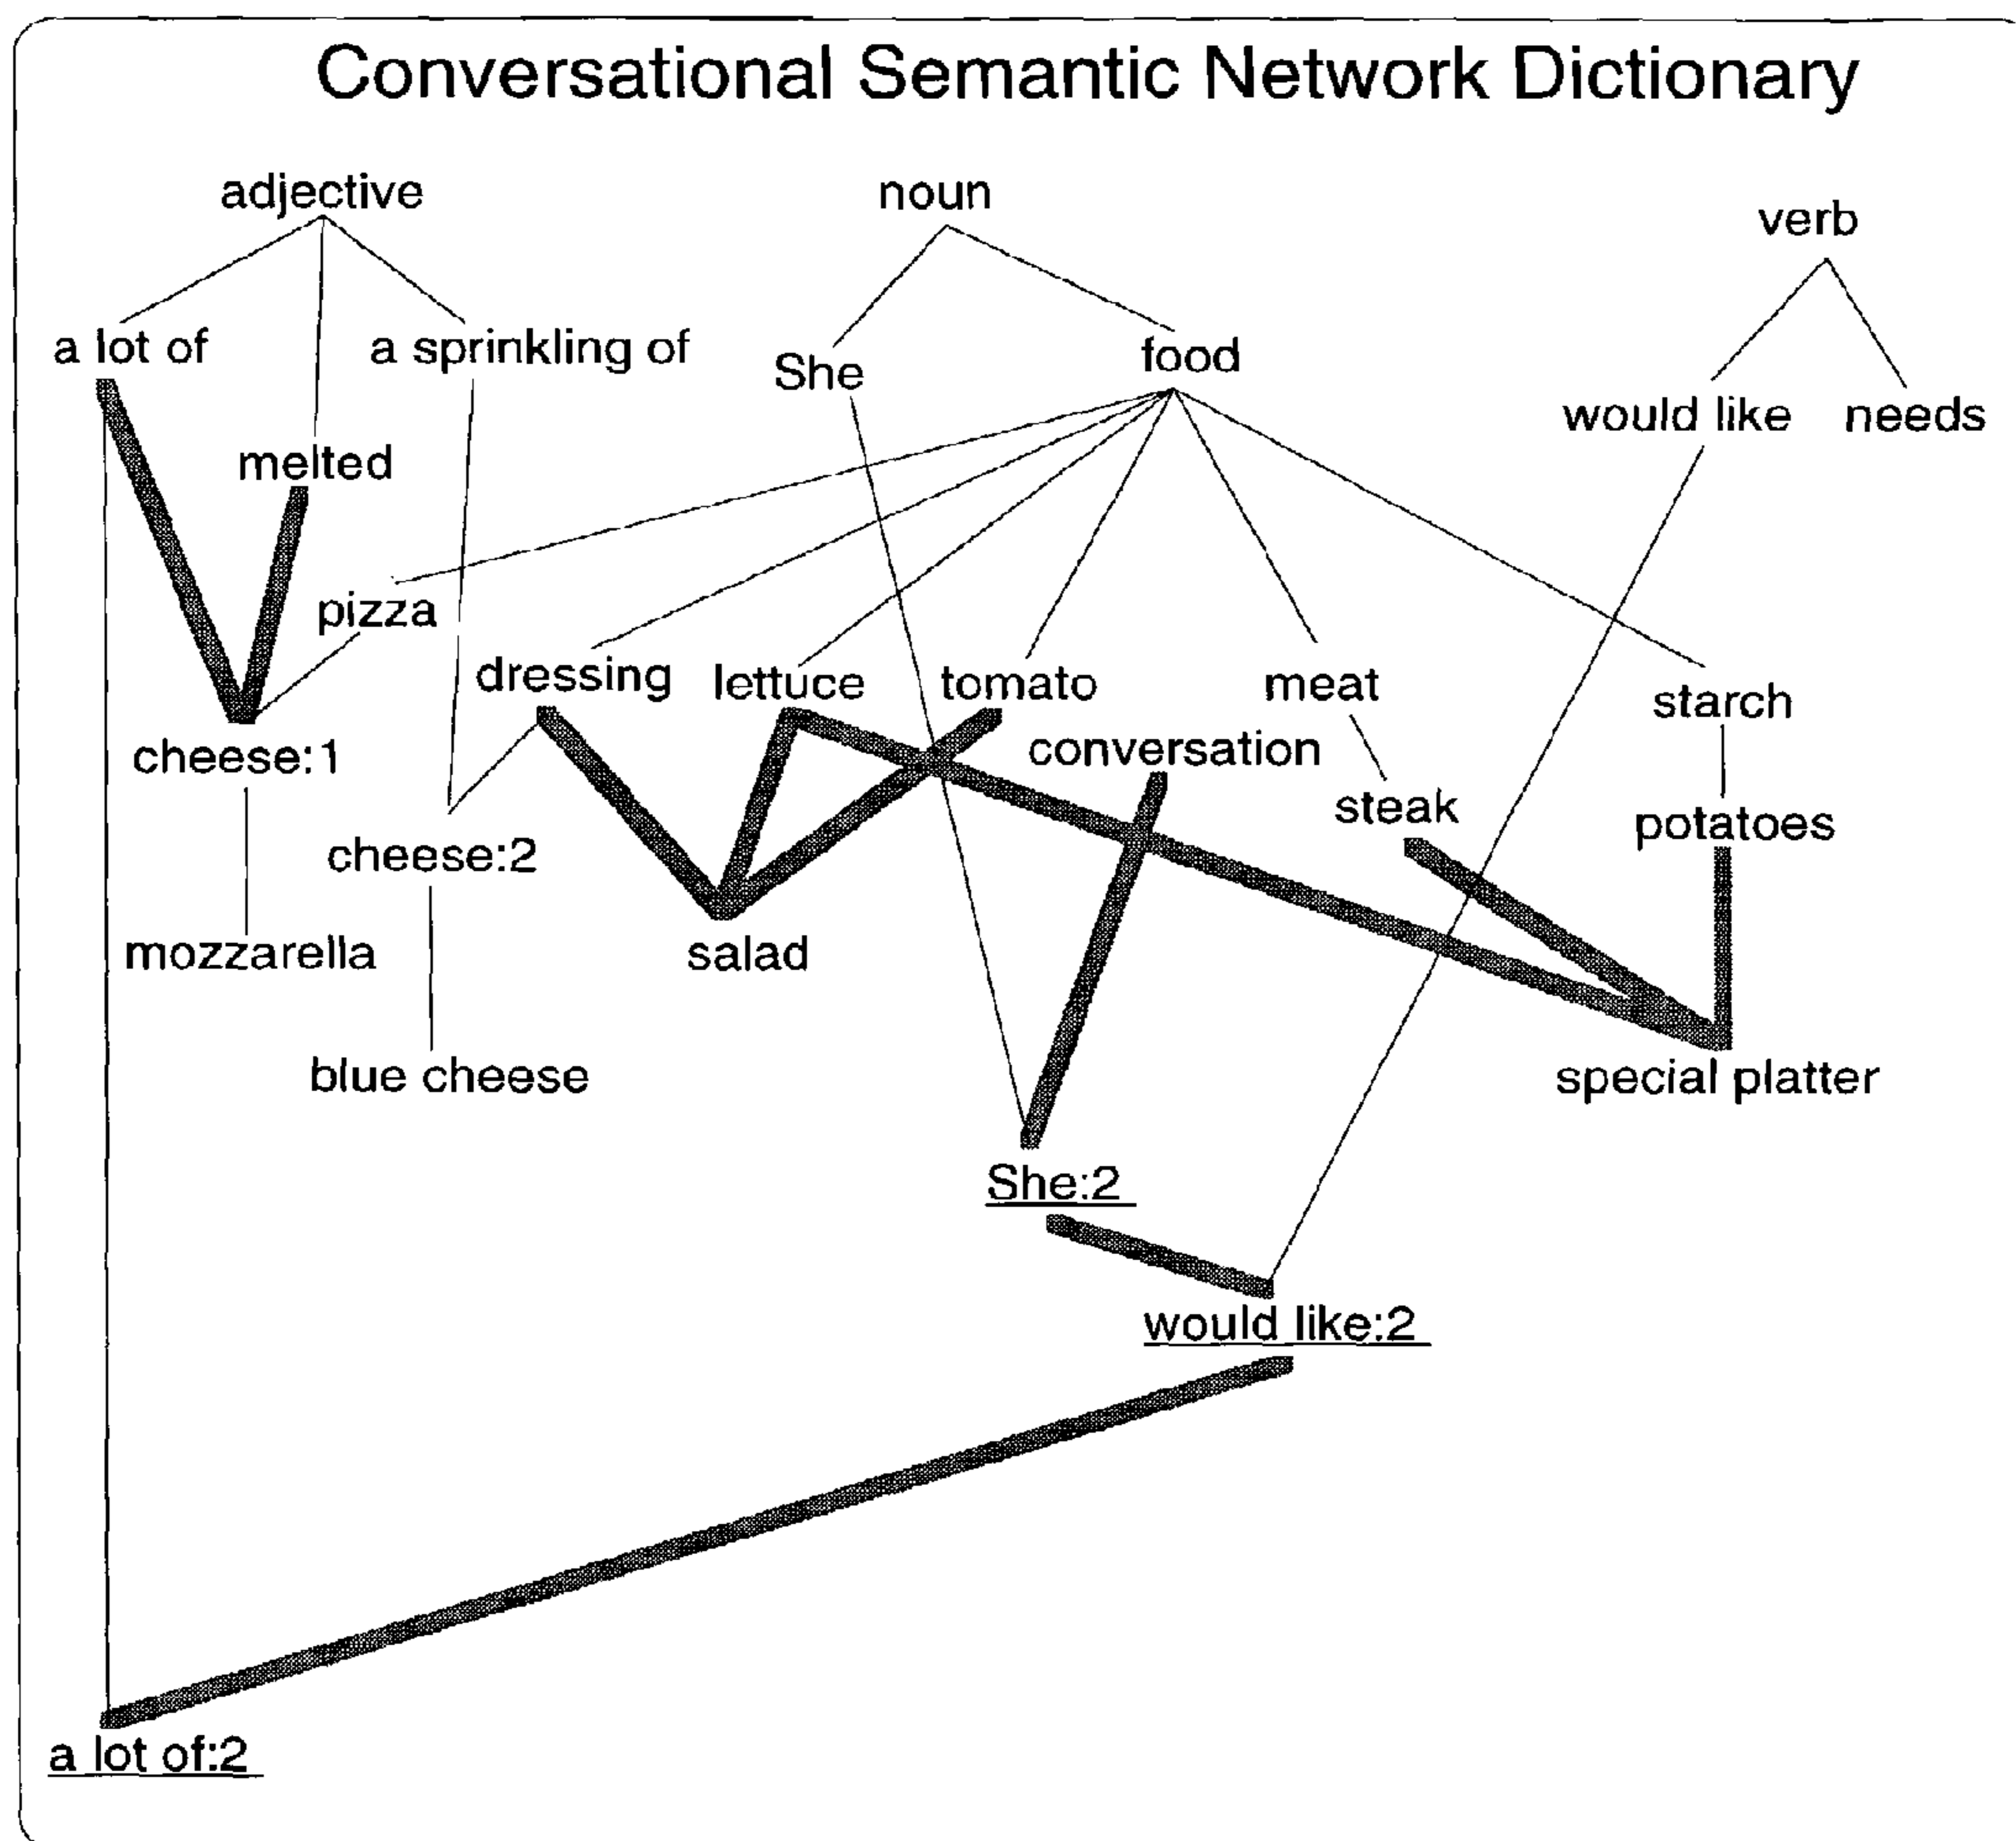 Conversational Semantic Network Dictionary
adjective
noun
verb
a lot of
a sprinkling of
She
food
would like
needs
melted
pizza
dressing
lettuce
tomato
meat
starch
conversation
cheese:1
steak
potatoes
cheese:2
mozzarella
salad
blue cheese
special platter
She:2
would like:2
a lot of:2